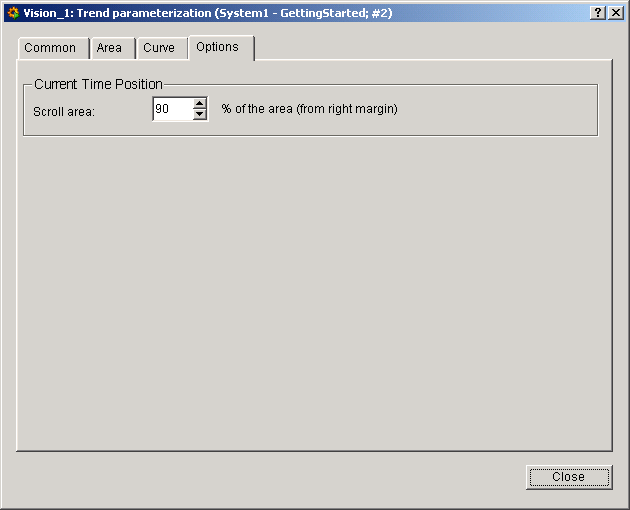 Vision_1: Trend parameterization (System1 - GettingStarted; #2)
Common Area Curve Options
Current Time Position
Scroll area: 90 % of the area (from right margin)
Close